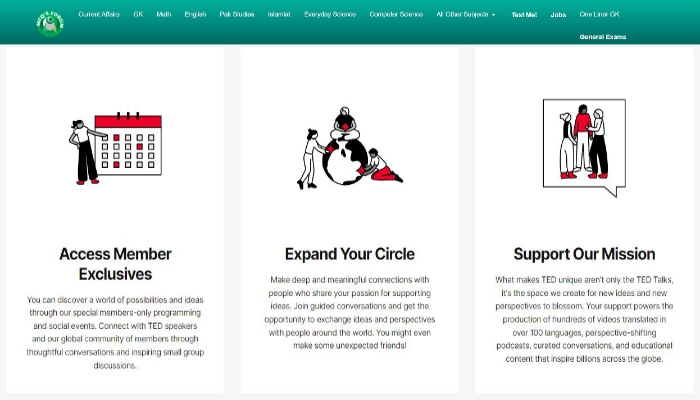 MCQ'S FORUM
Current Affairs GK Math English Pak Studies Islamiat Everyday Science Computer Science All Other Subjects Test Me! Jobs One Liner GK
General Exams
Access Member
Exclusives
You can discover a world of possibilities and ideas
through our special members-only programming
and social events. Connect with TED speakers
and our global community of members through
thoughtful conversations and inspiring small group
discussions.
Expand Your Circle
Make deep and meaningful connections with
people who share your passion for supporting
ideas. Join guided conversations and get the
opportunity to exchange ideas and perspectives
with people around the world. You might even
make some unexpected friends!
Support Our Mission
What makes TED unique aren't only the TED Talks,
it's the space we create for new ideas and new
perspectives to blossom. Your support powers the
production of hundreds of videos translated in
over 100 languages, perspective-shifting
podcasts, curated conversations, and educational
content that inspire billions across the globe.